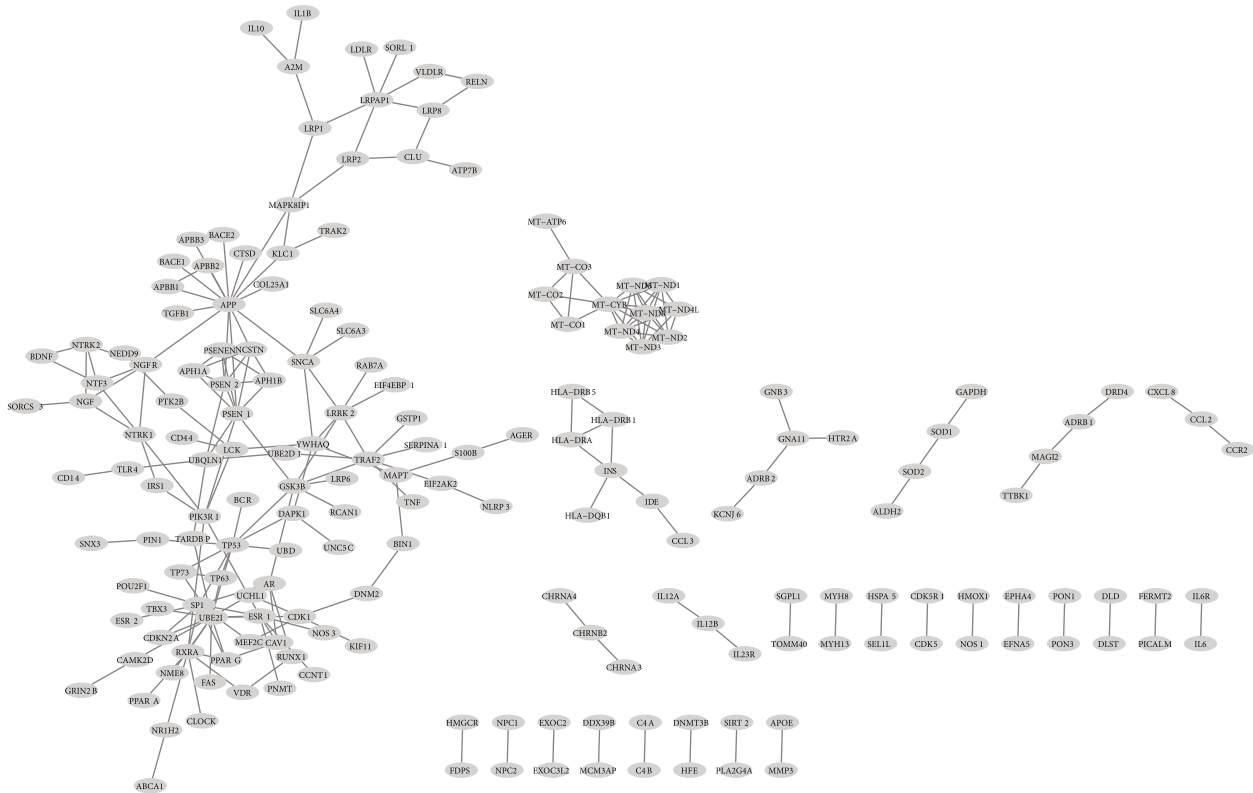 IL1B
IL10
LDLR
SORL 1
A2M
VLDLR
RELN
LRPAP1
LRP8
LRP1
LRP2
CLU
ATP7B
MAPK8IP1
TRAK2
BACE2
APBB3
CTSD
KLC1
BACE1
APBB2
APBB1
COL25A1
APP
TGFB1
SLC6A4
SLC6A3
NTRK2
BDNF
NEDD9
NGFR
PSENEN
NCSTN
SNCA
RAB7A
APH1A
PSEN 2
APH1B
NTF3
EIF4EBP 1
SORCS 3
NGF
PTK2B
PSEN 1
LRRK 2
GSTP1
NTRK1
CD44
LCK
YWHAQ
SERPINA 1
AGER
S100B
UBE2D 1
UBQLN1
TRAF2
TLR4
CD14
MAPT
LRP6
EIF2AK2
IRS1
GSK3B
BCR
TNF
NLRP 3
RCAN1
PIK3R 1
DAPK1
SNX3
PIN1
TARDB P
TP53
UBD
UNC5C
BIN1
TP73
TP63
POU2F1
AR
UCHL1
DNM2
TBX3
SP1
ESR 2
UBE2I
ESR 1
CDK1
NOS 3
CDKN2 A
MEF2C
CAV1
KIF11
RXRA
CAMK2D
PPAR G
RUNX1
NME8
CCNT1
GRIN2 B
FAS
VDR
PNMT
PPAR A
CLOCK
NR1H2
ABCA1
MT−ATP6
MT−CO3
MT−CO2
MT−ND1
MT−CYB
MT−ND4L
MT−CO1
MT−ND4
MT−ND2
MT−ND3
HLA−DRB 5
HLA−DRB 1
HLA−DRA
INS
IDE
HLA−DQB1
CCL 3
GNB 3
GNA11
HTR2 A
ADRB 2
KCNJ 6
GAPDH
SOD1
SOD2
ALDH2
DRD4
ADRB 1
MAGI2
TTBK1
CXCL 8
CCL 2
CCR2
CHRNA4
CHRNB2
CHRNA 3
IL12A
IL12B
IL23R
SGPL1
MYH8
HSPA 5
CDK5R 1
HMOX1
EPHA4
PON1
DLD
FERMT2
IL6R
TOMM40
MYH13
SEL1L
CDK5
NOS 1
EFNA5
PON3
DLST
PICALM
IL6
HMGCR
NPC1
EXOC2
DDX39B
C4 A
DNMT3B
SIRT 2
APOE
FDPS
NPC2
EXOC3L2
MCM3AP
C4 B
HFE
PLA2G4A
MMP3